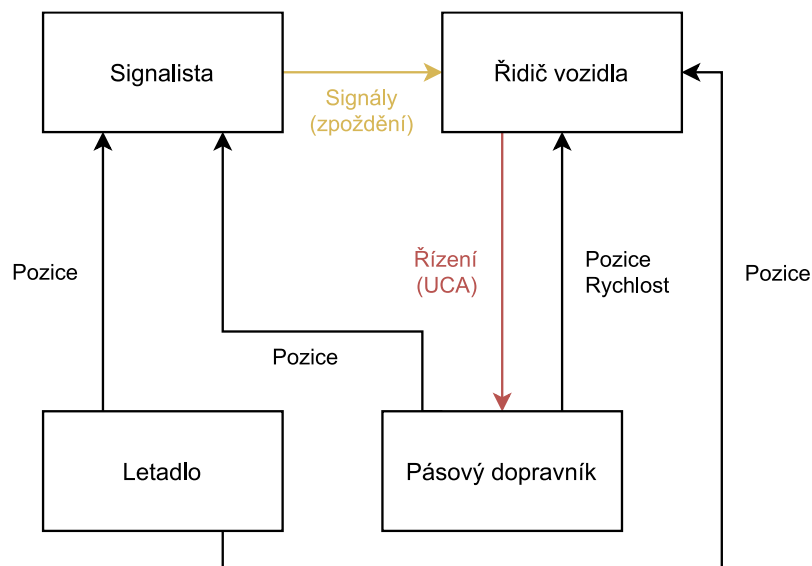 Signalista
Řidič vozidla
Signály
(zpoždění)
Pozice
Řízení
(UCA)
Pozice
Rychlost
Pozice
Pozice
Letadlo
Pásový dopravník